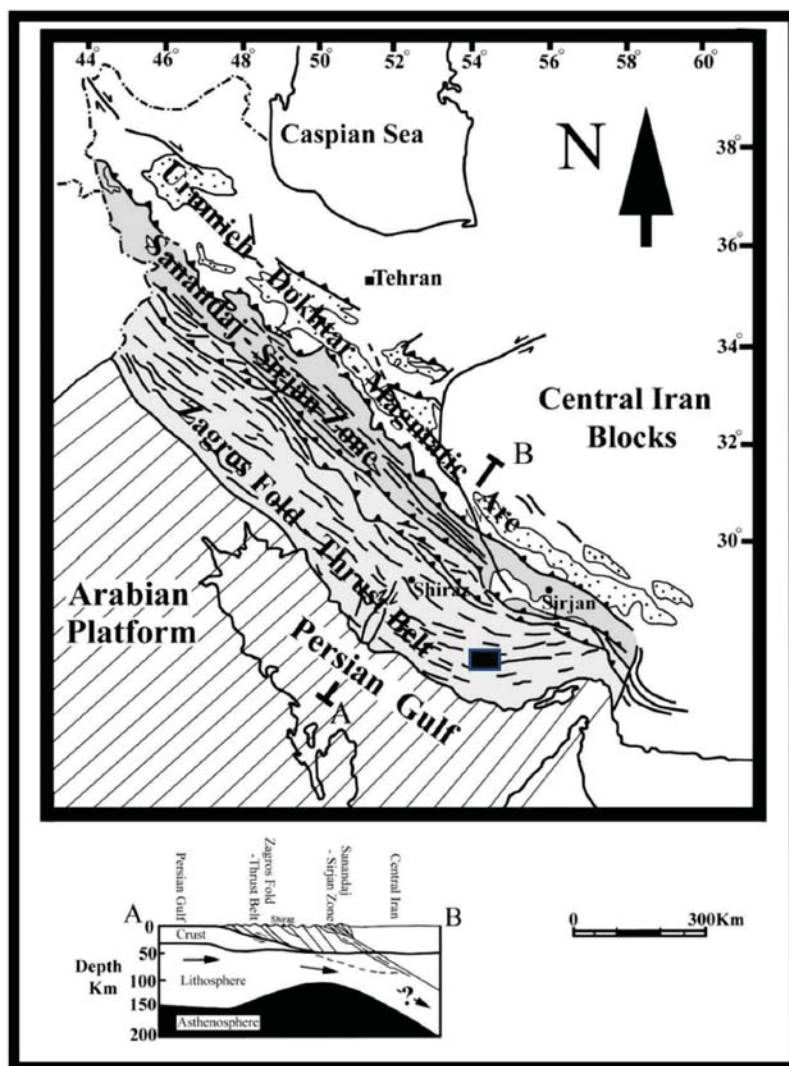 44° 46° 48° 50° 52° 54° 56° 58° 60°
Caspian Sea
N
38°
36°
34°
32°
30°
Urumieh Dokhtar Magmatic Arc
Tehran
Sanandaj - Sirjan Zone
Central Iran
Blocks
B
Zagros Fold Thrust Belt
Shiraz
Sirjan
Arabian
Platform
Persian Gulf
A
Persian Gulf
Zagros Fold
-Thrust Belt
Shiraz
Sanandaj
- Sirjan Zone
Central Iran
A
B
0
50
100
150
200
Depth
Km
Crust
Lithosphere
Asthenosphere
?
0 300Km